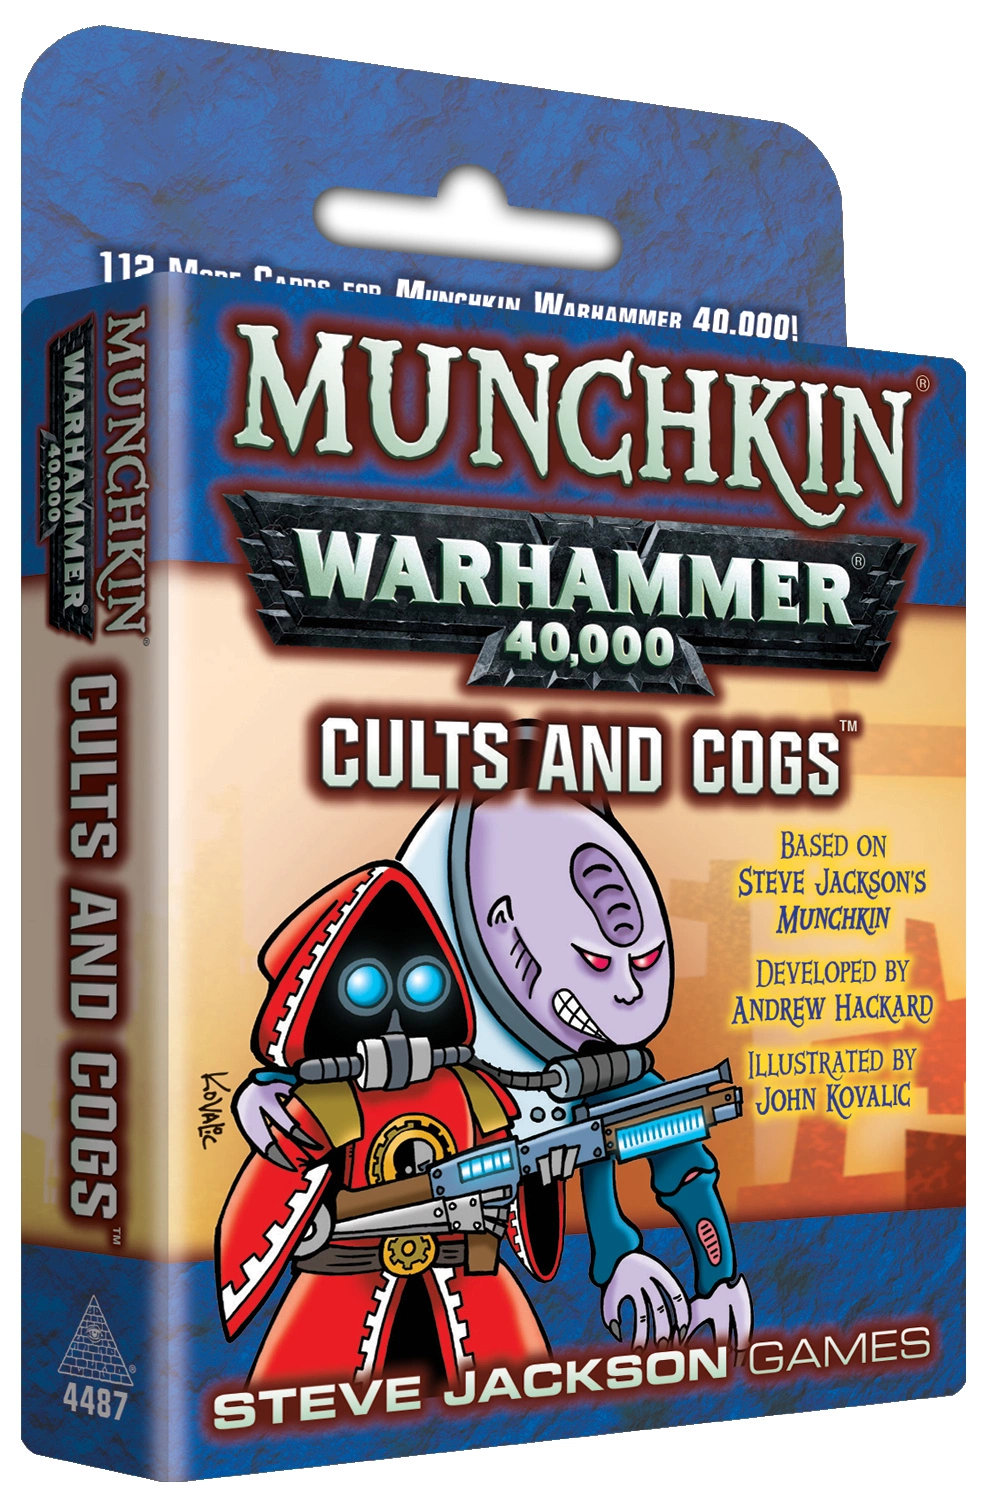 112 More Cards for Munchkin Warhammer 40,000!
MUNCHKIN®
WARHAMMER®
40,000
CULTS AND COGS™
BASED ON
STEVE JACKSON'S
MUNCHKIN
DEVELOPED BY
ANDREW HACKARD
ILLUSTRATED BY
JOHN KOVALIC
KOVALIC
STEVE JACKSON GAMES
MUNCHKIN®
WARHAMMER®
40,000
CULTS AND COGS™
®
4487